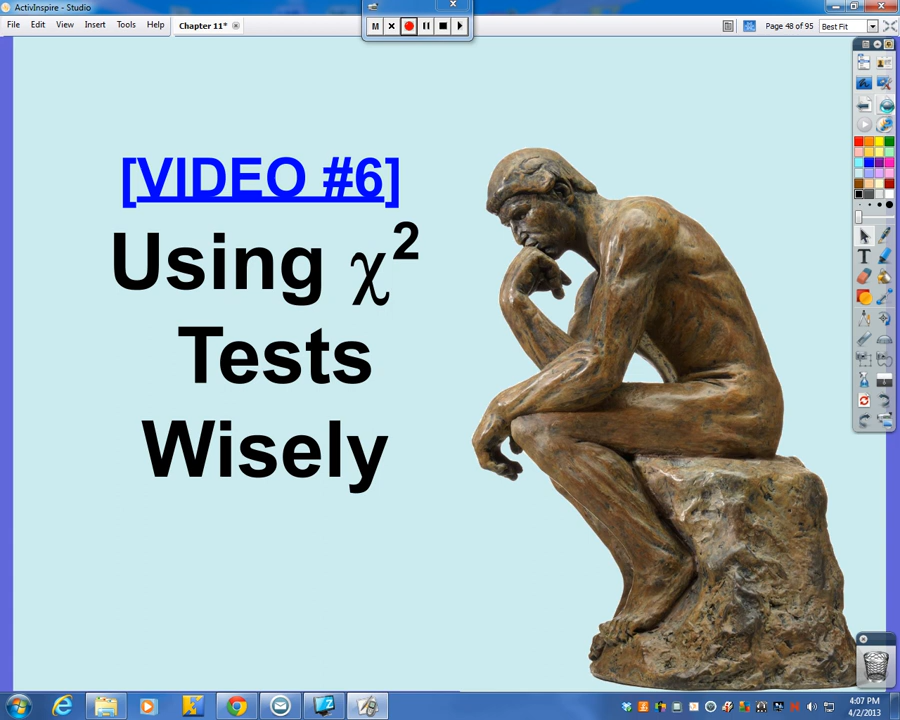 ActivInspire - Studio
File Edit View Insert Tools Help Chapter 11*
M
Page 48 of 95 Best Fit
[VIDEO #6]
Using χ²
Tests
Wisely
T
4:07 PM
4/2/2013